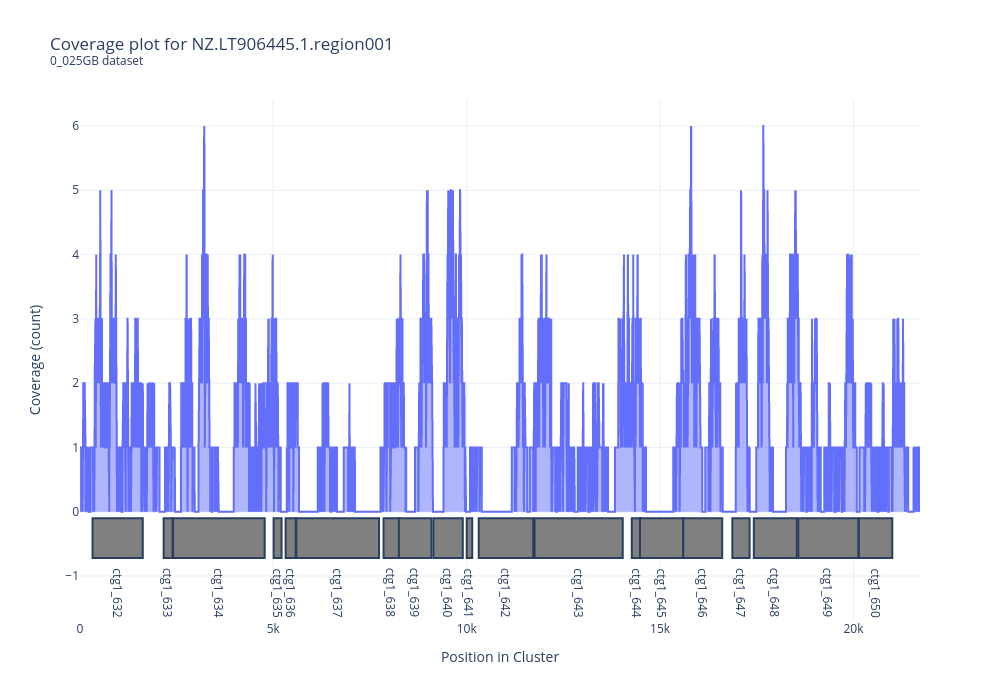 Coverage plot for NZ.LT906445.1.region001
0_025GB dataset
Coverage (count)
6
5
4
3
2
1
0
−1
ctg1_632
ctg1_633
ctg1_634
ctg1_635
ctg1_636
ctg1_637
ctg1_638
ctg1_639
ctg1_640
ctg1_641
ctg1_642
ctg1_643
ctg1_644
ctg1_645
ctg1_646
ctg1_647
ctg1_648
ctg1_649
ctg1_650
0 5k 10k 15k 20k
Position in Cluster